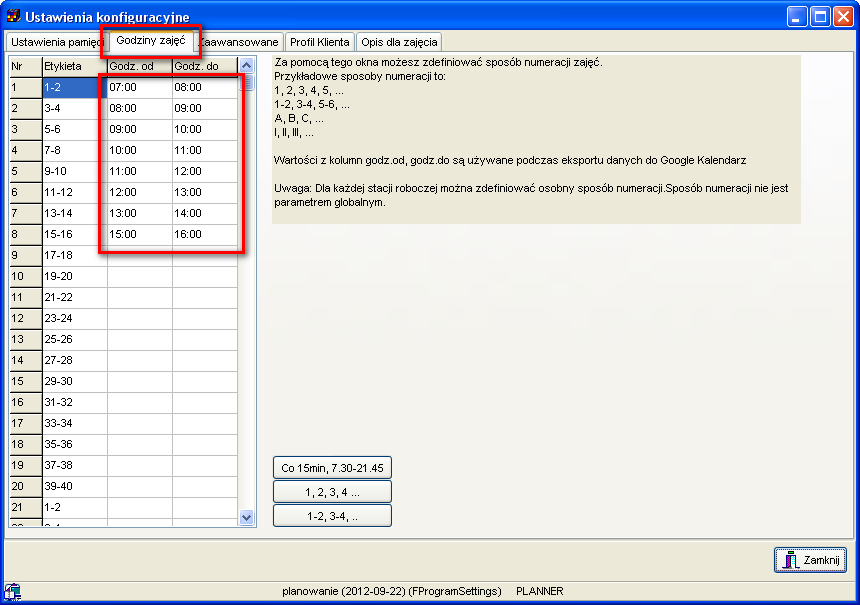 Ustawienia konfiguracyjne
Ustawienia pamięci Godziny zajęć Zaawansowane Profil Klienta Opis dla zajęcia
Nr Etykieta Godz. od Godz. do
1 1-2 07:00 08:00
2 3-4 08:00 09:00
3 5-6 09:00 10:00
4 7-8 10:00 11:00
5 9-10 11:00 12:00
6 11-12 12:00 13:00
7 13-14 13:00 14:00
8 15-16 15:00 16:00
9 17-18
10 19-20
11 21-22
12 23-24
13 25-26
14 27-28
15 29-30
16 31-32
17 33-34
18 35-36
19 37-38
20 39-40
21 1-2
Za pomocą tego okna możesz zdefiniować sposób numeracji zajęć.
Przykładowe sposoby numeracji to:
1, 2, 3, 4, 5, ...
1-2, 3-4, 5-6, ...
A, B, C, ...
I, II, III, ...
Wartości z kolumn godz.od, godz.do są używane podczas eksportu danych do Google Kalendarz
Uwaga: Dla każdej stacji roboczej można zdefiniować osobny sposób numeracji.Sposób numeracji nie jest
parametrem globalnym.
Co 15min, 7.30-21.45
1, 2, 3, 4 ...
1-2, 3-4, ..
Zamknij
planowanie (2012-09-22) (FProgramSettings) PLANNER